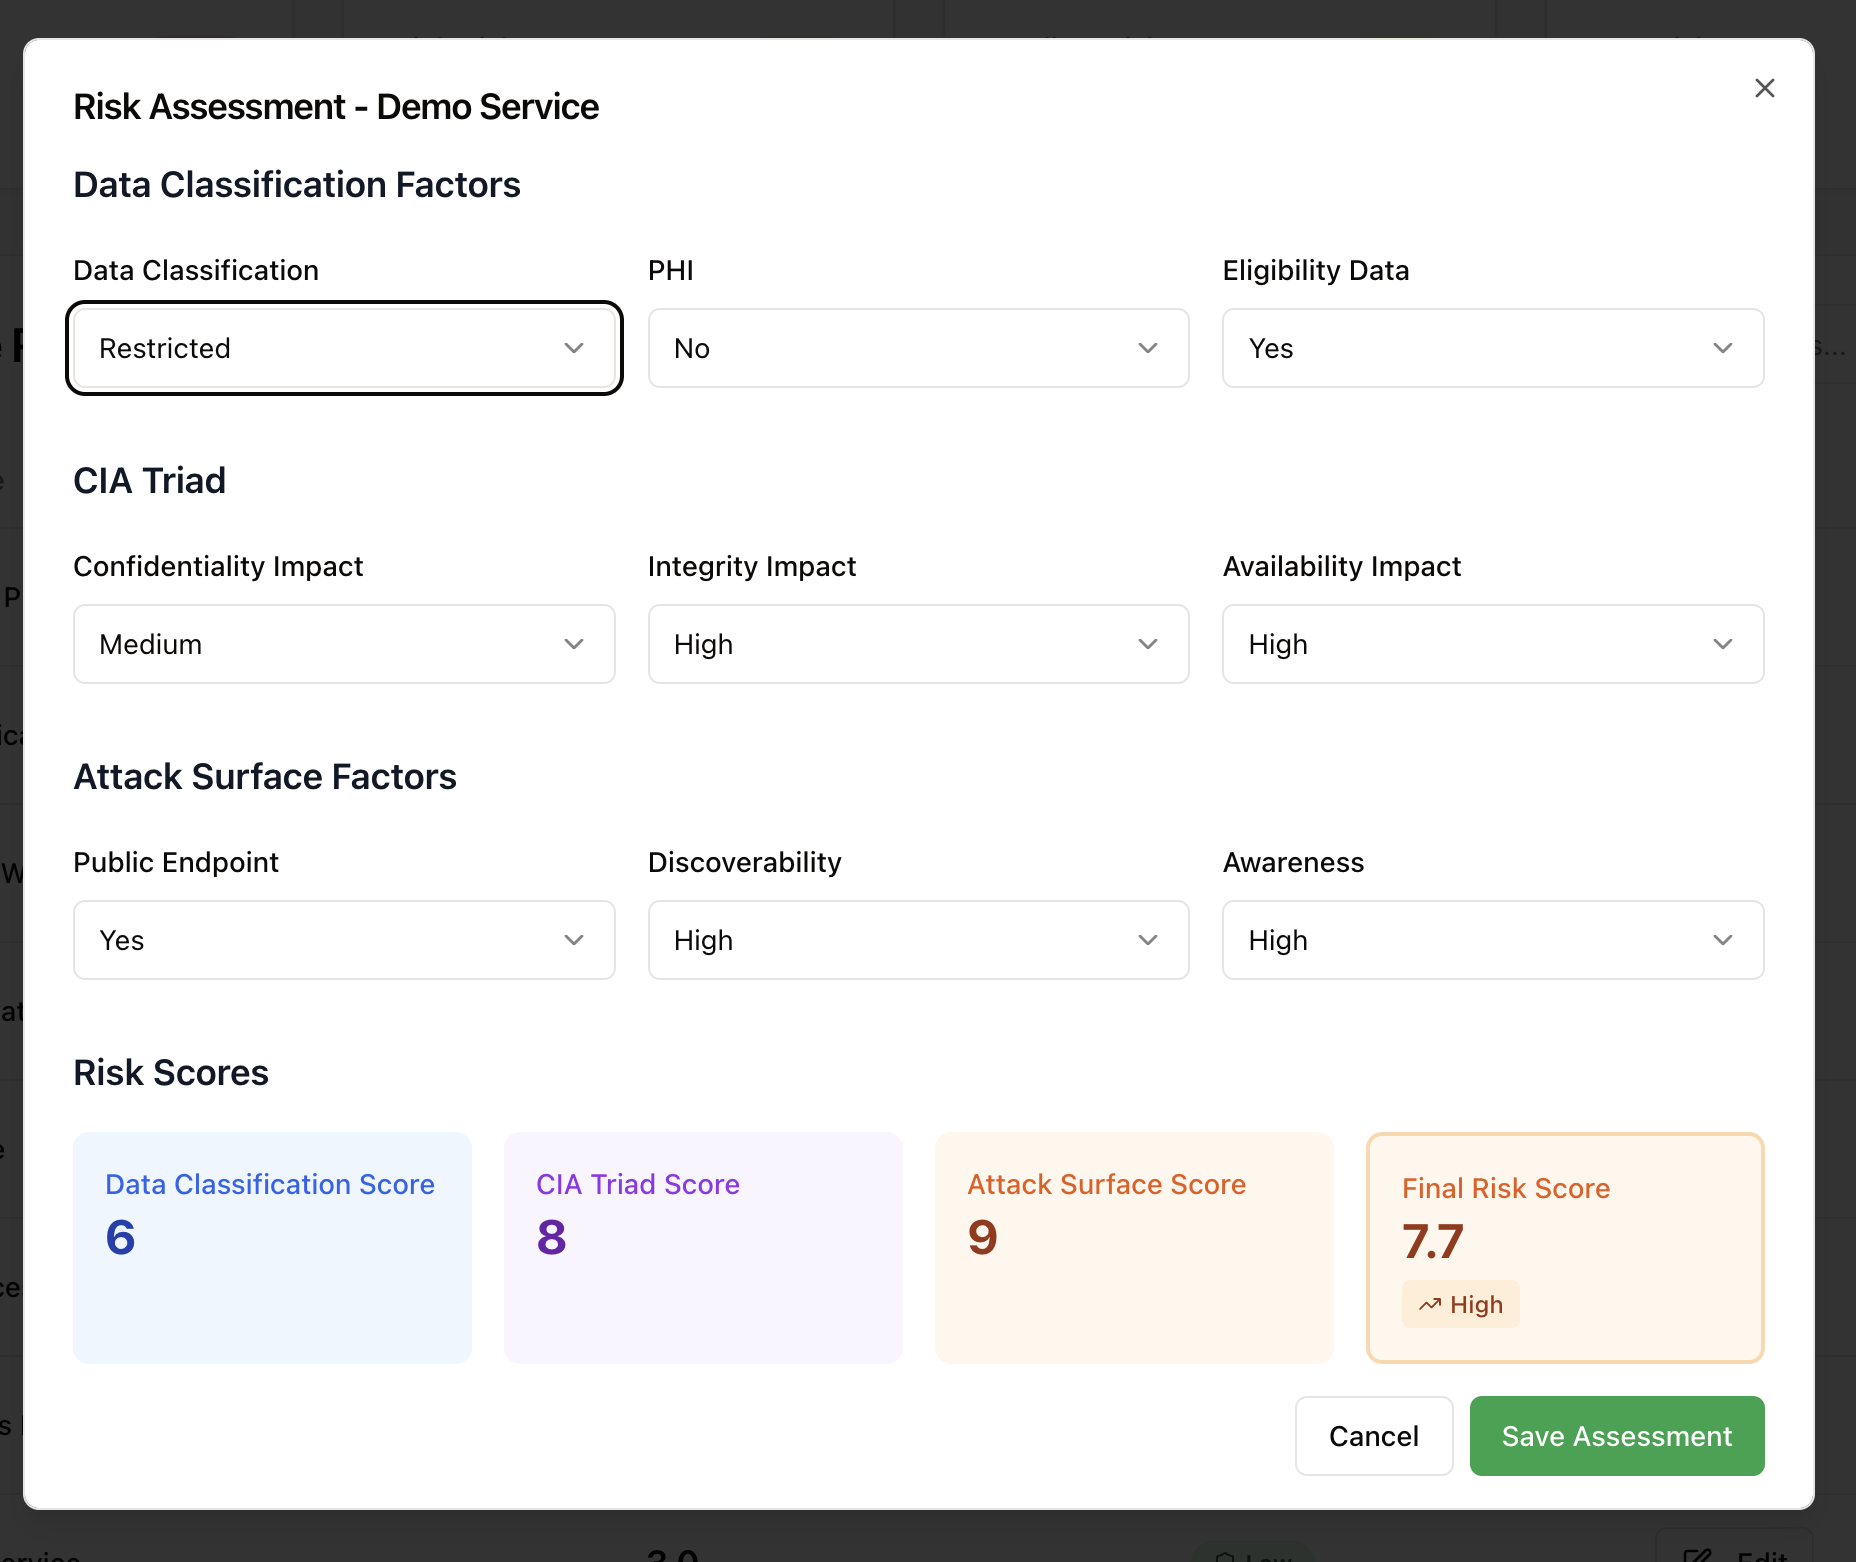 Risk Assessment - Demo Service
Data Classification Factors
Data Classification
PHI
Eligibility Data
Restricted
No
Yes
CIA Triad
Confidentiality Impact
Integrity Impact
Availability Impact
Medium
High
High
Attack Surface Factors
Public Endpoint
Discoverability
Awareness
Yes
High
High
Risk Scores
Data Classification Score
6
CIA Triad Score
8
Attack Surface Score
9
Final Risk Score
7.7
High
Cancel
Save Assessment
Edit